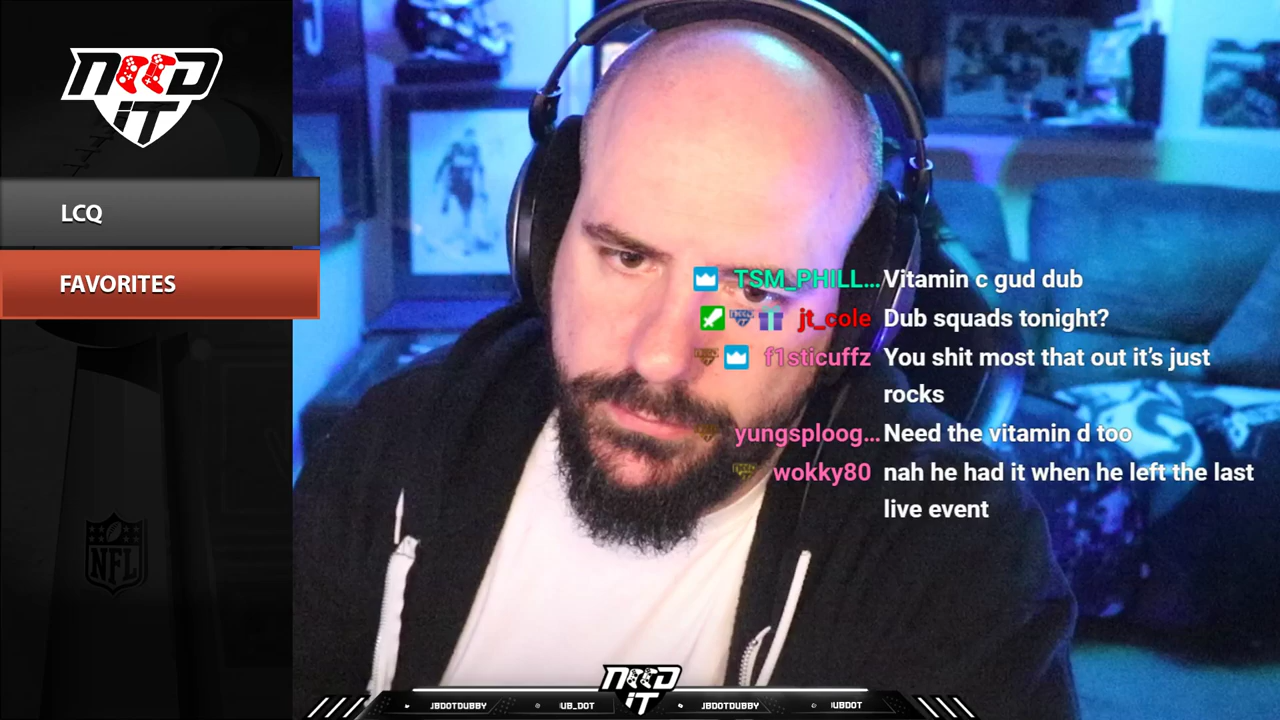 NEED
iT
LCQ
FAVORITES
NFL
TSM_PHILL... Vitamin c gud dub
jt_cole Dub squads tonight?
f1sticuffz You shit most that out it's just
rocks
yungsploog... Need the vitamin d too
wokky80 nah he had it when he left the last
live event
NEED
iT
JBDOTDUBBY
UB_DOT
JBDOTDUBBY
UBDOT